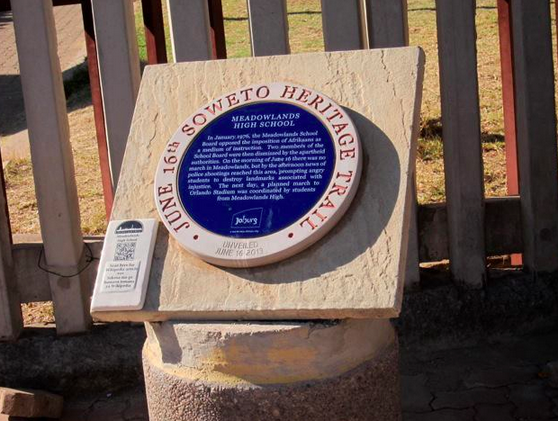 JUNE 16th SOWETO HERITAGE TRAIL
MEADOWLANDS
HIGH SCHOOL
In January 1976, the Meadowlands School
Board opposed the imposition of Afrikaans as
a medium of instruction. Two members of the
School Board were then dismissed by the apartheid
authorities. On the morning of June 16 there was no
march in Meadowlands, but by the afternoon news of
police shootings reached this area, prompting angry
students to destroy landmarks associated with
injustice. The next day, a planned march to
Orlando Stadium was coordinated by students
from Meadowlands High.
Joburg
UNVEILED
JUNE 16 2013
Meadowlands
High School